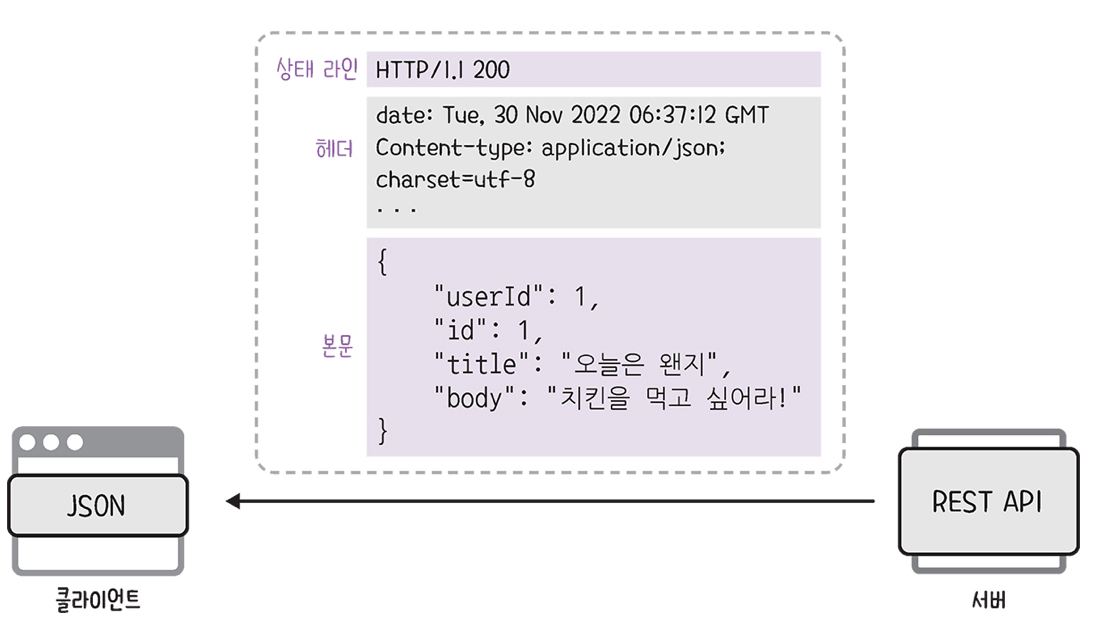 상태 라인
HTTP/1.1 200
헤더
date: Tue, 30 Nov 2022 06:37:12 GMT
Content-type: application/json;
charset=utf-8
. . .
본문
{
"userId": 1,
"id": 1,
"title": "오늘은 왠지",
"body": "치킨을 먹고 싶어라!"
}
JSON
REST API
클라이언트
서버